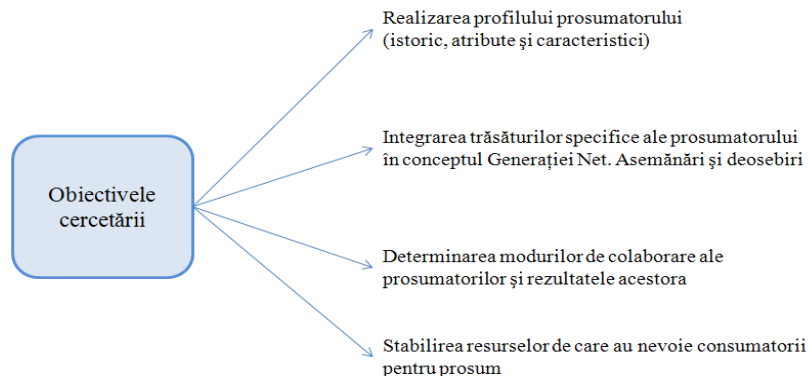 Realizarea profilului prosumatorului
(istoric, atribute şi caracteristici)
Integrarea trăsăturilor specifice ale prosumatorului
în conceptul Generației Net. Asemănări şi deosebiri
Obiectivele
cercetării
Determinarea modurilor de colaborare ale
prosumatorilor şi rezultatele acestora
Stabilirea resurselor de care au nevoie consumatorii
pentru prosum